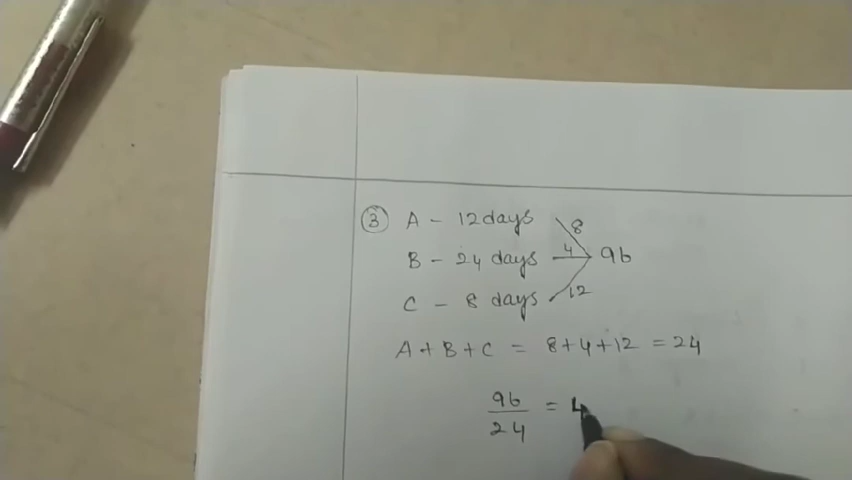 ③ A - 12 days 8
B - 24 days 4 96
C - 8 days 12
A + B + C = 8 + 4 + 12 = 24
96/24 = 4